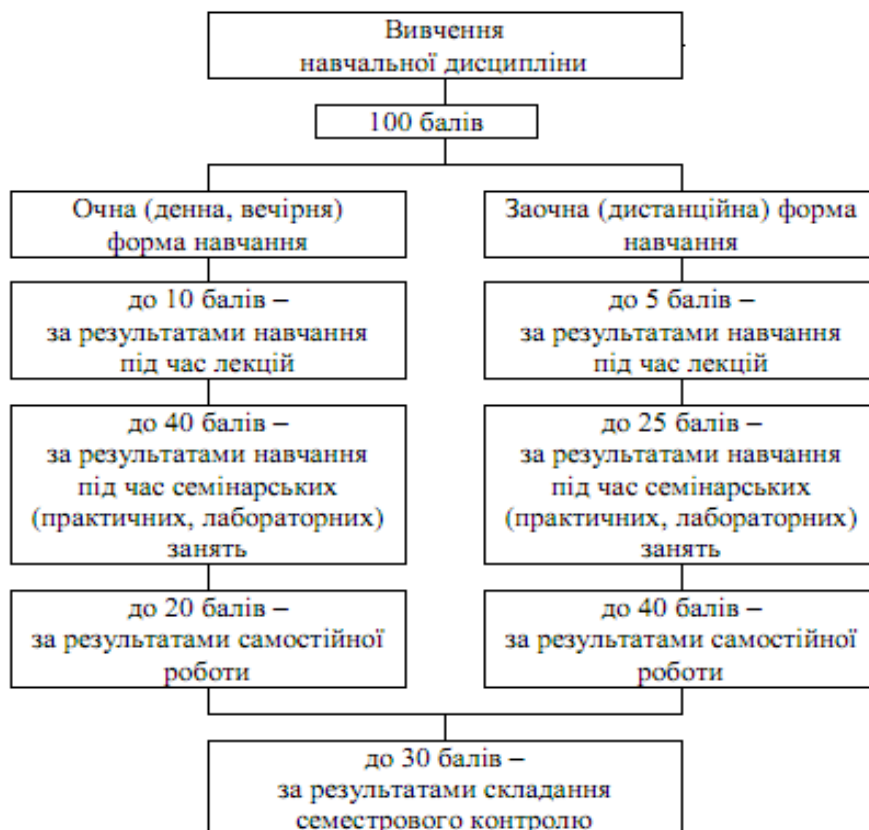 Вивчення
навчальної дисципліни
100 балів
Очна (денна, вечірня)
форма навчання
до 10 балів –
за результатами навчання
під час лекцій
до 40 балів –
за результатами навчання
під час семінарських
(практичних, лабораторних)
занять
до 20 балів –
за результатами самостійної
роботи
Заочна (дистанційна) форма
навчання
до 5 балів –
за результатами навчання
під час лекцій
до 25 балів –
за результатами навчання
під час семінарських
(практичних, лабораторних)
занять
до 40 балів –
за результатами самостійної
роботи
до 30 балів –
за результатами складання
семестрового контролю